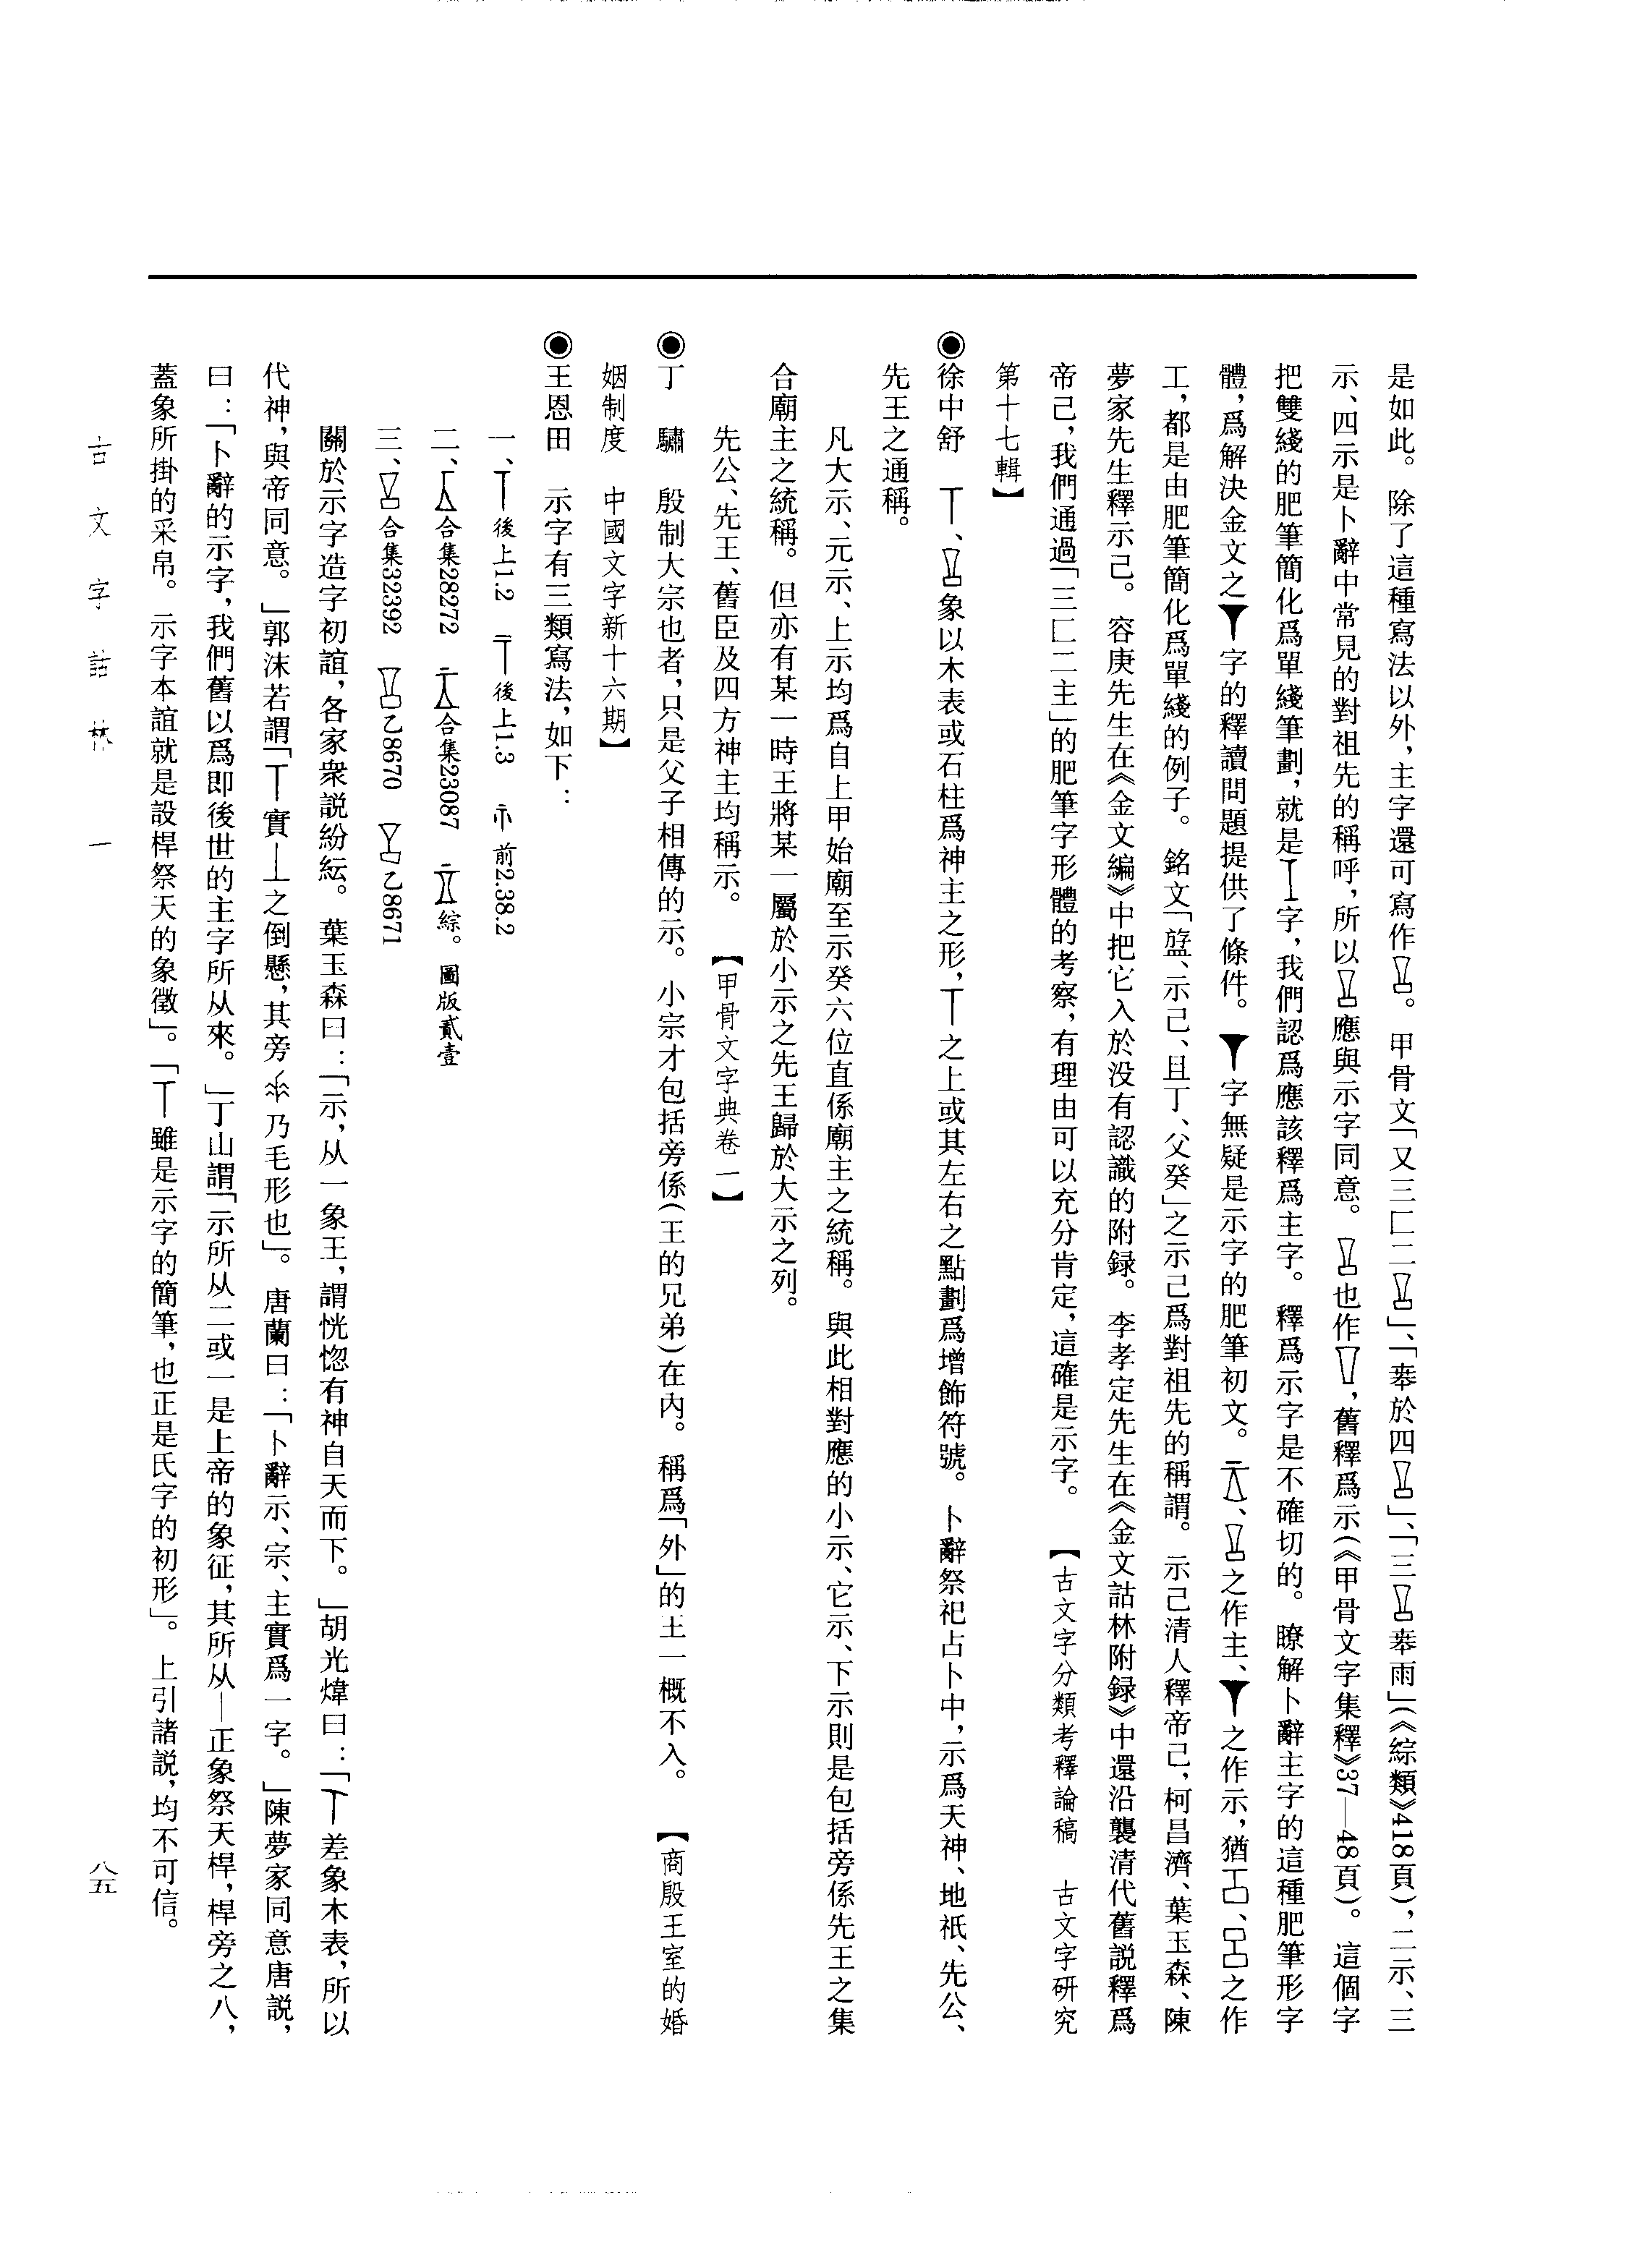 是如此。除了這種寫法以外，主字還可寫作。甲骨文「又三匚二」、「𠦪於四」、「三𠦪雨」（《綜類》418頁），二示、三
示、四示是卜辭中常見的對祖先的稱呼，所以應與示字同意。也作，舊釋爲示（《甲骨文字集釋》37—48頁）。這個字
把雙綫的肥筆簡化爲單綫筆劃，就是字，我們認爲應該釋爲主字。釋爲示字是不確切的。瞭解卜辭主字的這種肥筆形字
體，爲解決金文之字的釋讀問題提供了條件。字無疑是示字的肥筆初文。、之作主、之作示，猶、之作
工，都是由肥筆簡化爲單綫的例子。銘文「、示己、且丁、父癸」之示己爲對祖先的稱謂。示己清人釋帝己，柯昌濟、葉玉森、陳
夢家先生釋示己。容庚先生在《金文編》中把它入於没有認識的附録。李孝定先生在《金文詁林附録》中還沿襲清代舊説釋爲
帝己，我們通過「三匚二主」的肥筆字形體的考察，有理由可以充分肯定，這確是示字。【古文字分類考釋論稿　古文字研究
第十七輯】
◉徐中舒　丅、象以木表或石柱爲神主之形，丅之上或其左右之點劃爲增飾符號。卜辭祭祀占卜中，示爲天神、地祇、先公、
先王之通稱。
凡大示、元示、上示均爲自上甲始廟至示癸六位直係廟主之統稱。與此相對應的小示、它示、下示則是包括旁係先王之集
合廟主之統稱。但亦有某一時王將某一屬於小示之先王歸於大示之列。
先公、先王、舊臣及四方神主均稱示。【甲骨文字典卷一】
◉丁　驌　殷制大宗也者，只是父子相傳的示。小宗才包括旁係（王的兄弟）在內。稱爲「外」的王一概不入。【商殷王室的婚
姻制度　中國文字新十六期】
◉王恩田　示字有三類寫法，如下：
一、丅後上1.2　後上1.3　前2.38.2
二、合集28272　合集23087　綜。圖版貳壹
三、合集32392　乙8670　乙8671
關於示字造字初誼，各家衆説紛紜。葉玉森曰：「示，从一象王，謂恍惚有神自天而下。」胡光煒曰：「丅差象木表，所以
代神，與帝同意。」郭沫若謂「丅實丄之倒懸，其旁乃毛形也」。唐蘭曰：「卜辭示、宗、主實爲一字。」陳夢家同意唐説，
曰：「卜辭的示字，我們舊以爲即後世的主字所从來。」丁山謂「示所从二或一是上帝的象征，其所从丨正象祭天桿，桿旁之八，
蓋象所掛的采帛。示字本誼就是設桿祭天的象徵」。「丅雖是示字的簡筆，也正是氏字的初形」。上引諸説，均不可信。
古文字詁林　一
八五